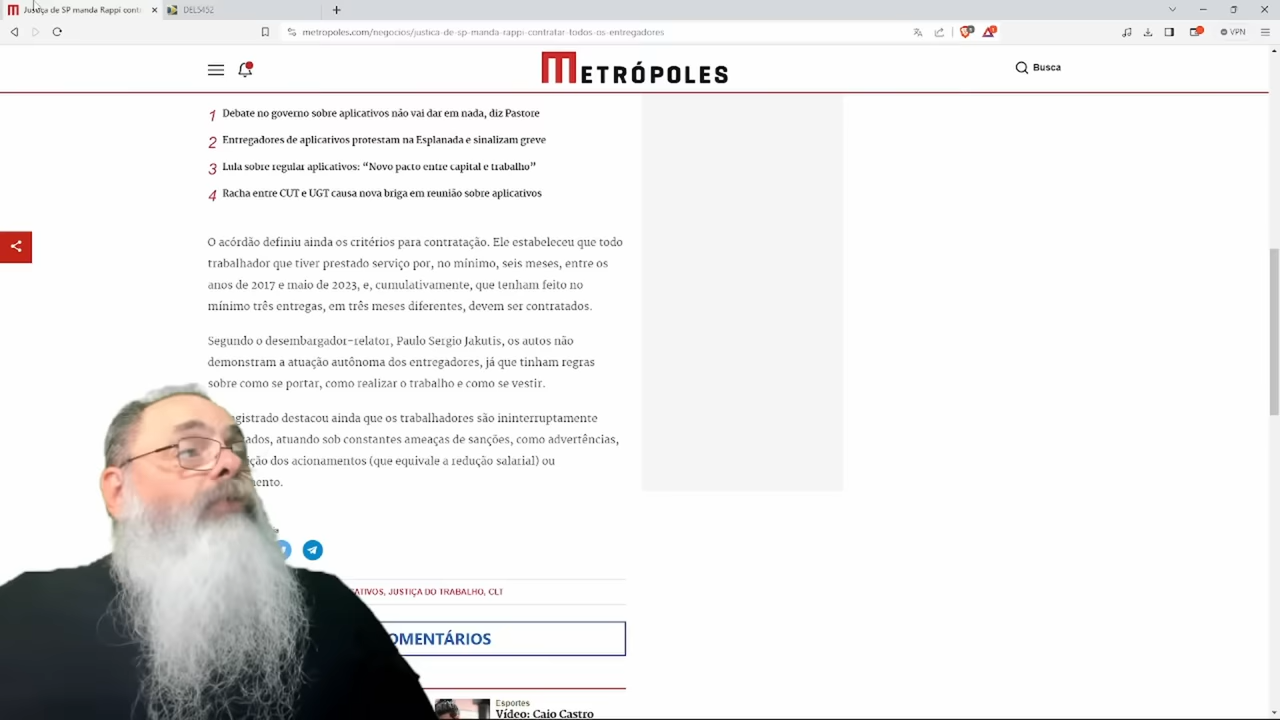 Justiça de SP manda Rappi contr
DEL5452
metropoles.com/negocios/justica-de-sp-manda-rappi-contratar-todos-os-entregadores
VPN
METRÓPOLES
Busca
1 Debate no governo sobre aplicativos não vai dar em nada, diz Pastore
2 Entregadores de aplicativos protestam na Esplanada e sinalizam greve
3 Lula sobre regular aplicativos: “Novo pacto entre capital e trabalho”
4 Racha entre CUT e UGT causa nova briga em reunião sobre aplicativos
O acórdão definiu ainda os critérios para contratação. Ele estabeleceu que todo
trabalhador que tiver prestado serviço por, no mínimo, seis meses, entre os
anos de 2017 e maio de 2023, e, cumulativamente, que tenham feito no
mínimo três entregas, em três meses diferentes, devem ser contratados.
Segundo o desembargador-relator, Paulo Sergio Jakutis, os autos não
demonstram a atuação autônoma dos entregadores, já que tinham regras
sobre como se portar, como realizar o trabalho e como se vestir.
destacou ainda que os trabalhadores são ininterruptamente
atuando sob constantes ameaças de sanções, como advertências,
dos acionamentos (que equivale a redução salarial) ou
JUSTIÇA DO TRABALHO, CLT
OMENTÁRIOS
Esportes
Vídeo: Caio Castro